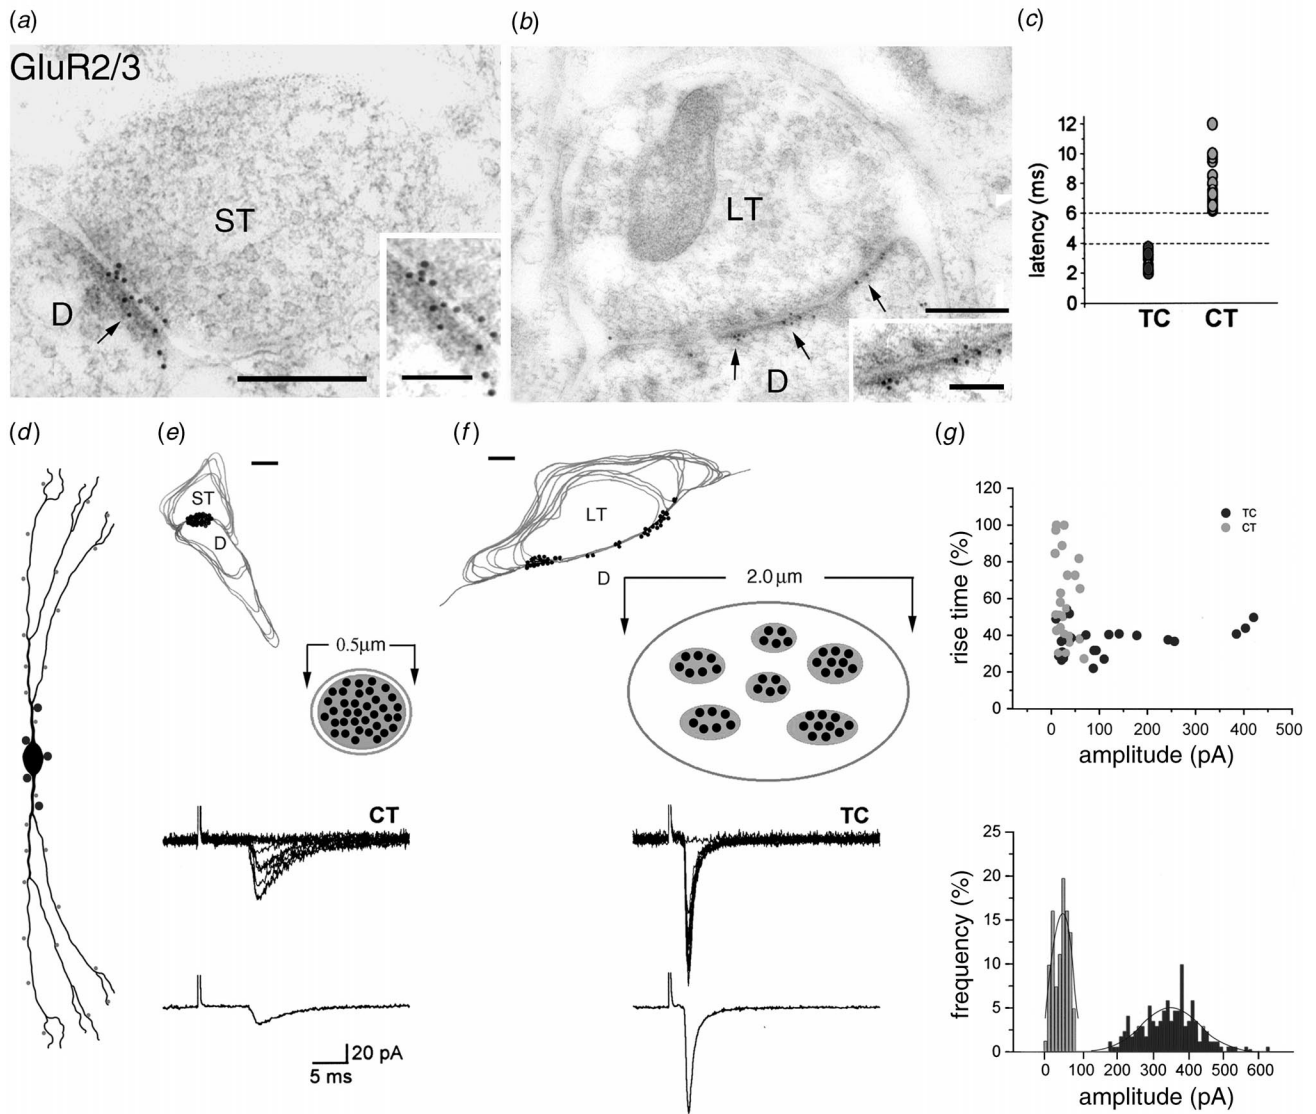 (a)
GluR2/3
ST
D
(b)
LT
D
(c)
latency (ms)
12
10
8
6
4
2
0
TC CT
(d)
(e)
ST
D
0.5μm
CT
20 pA
5 ms
(f)
LT
D
2.0 μm
TC
(g)
rise time (%)
120
100
80
60
40
20
0
TC
CT
0 100 200 300 400 500
amplitude (pA)
frequency (%)
25
20
15
10
5
0
0 100 200 300 400 500 600
amplitude (pA)